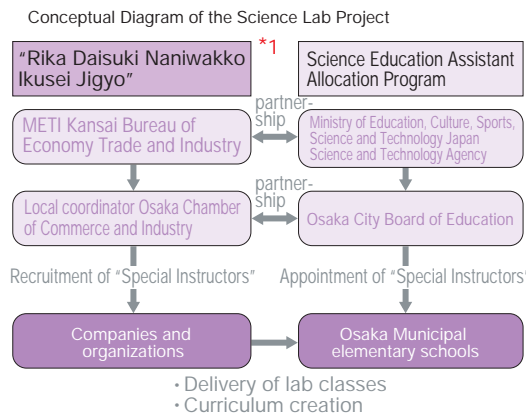 Conceptual Diagram of the Science Lab Project
“Rika Daisuki Naniwakko
Ikusei Jigyo”
*1
Science Education Assistant
Allocation Program
METI Kansai Bureau of
Economy Trade and Industry
partner-
ship
Ministry of Education, Culture, Sports,
Science and Technology Japan
Science and Technology Agency
Local coordinator Osaka Chamber
of Commerce and Industry
partner-
ship
Osaka City Board of Education
Recruitment of “Special Instructors”
Appointment of “Special Instructors”
Companies and
organizations
Osaka Municipal
elementary schools
・Delivery of lab classes
・Curriculum creation